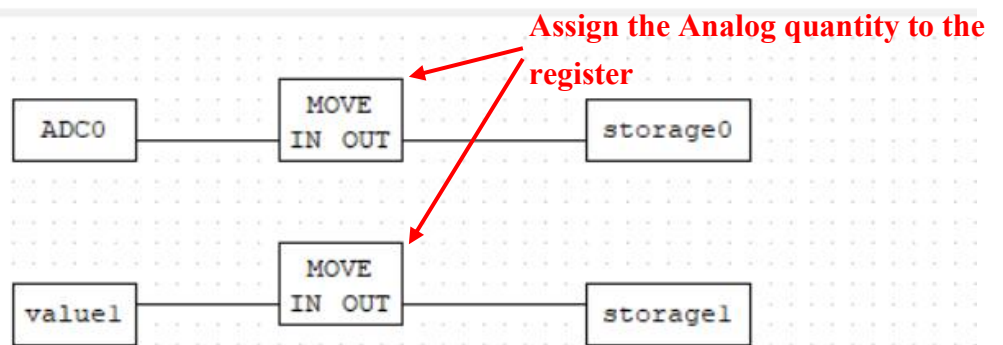 Assign the Analog quantity to the
register
MOVE
ADC0
IN OUT
storage0
MOVE
value1
IN OUT
storage1